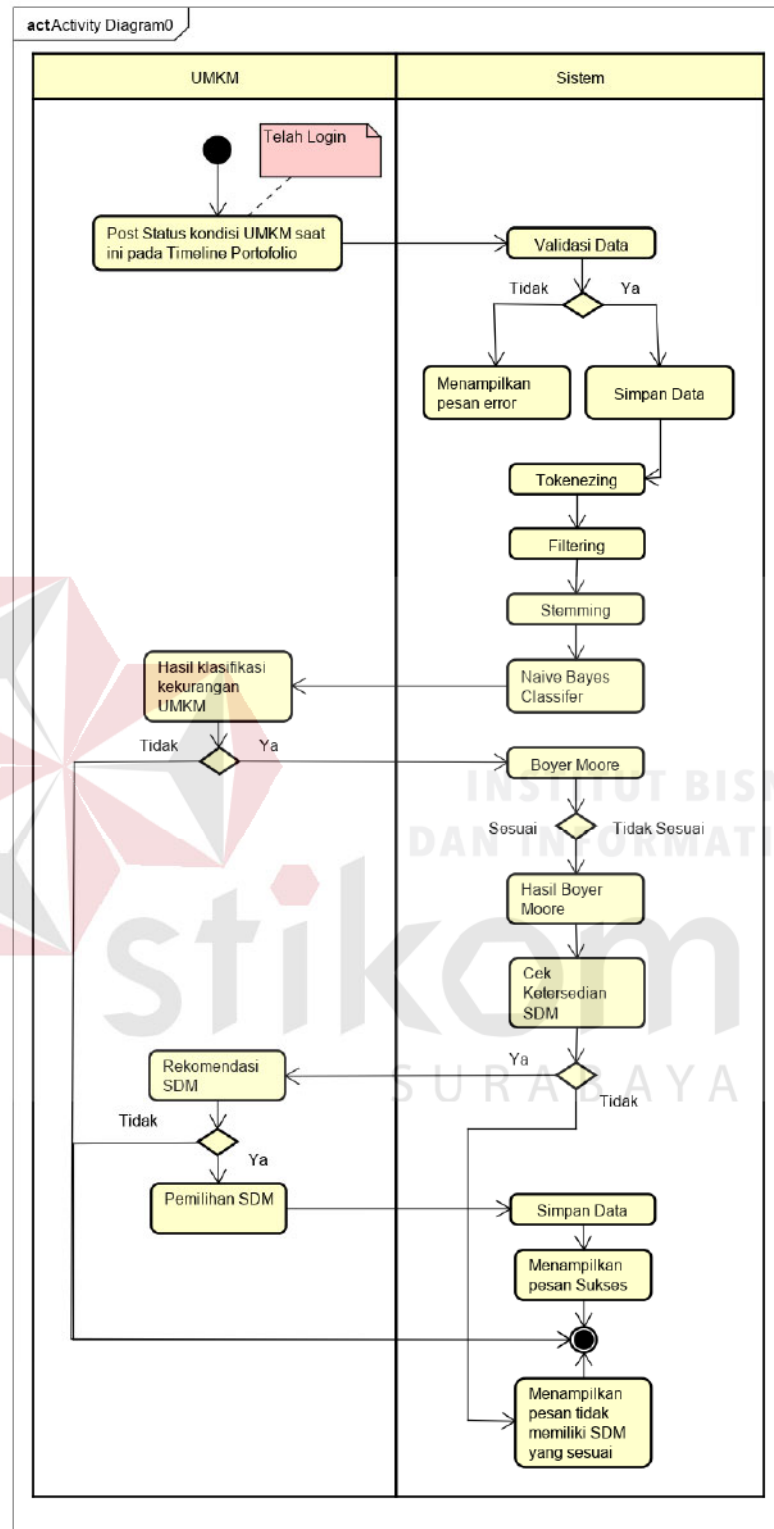 actActivity Diagram0
UMKM
Sistem
Telah Login
Post Status kondisi UMKM saat
ini pada Timeline Portofolio
Validasi Data
Tidak
Ya
Menampilkan
pesan error
Simpan Data
Tokenezing
Filtering
Stemming
Hasil klasifikasi
kekurangan
UMKM
Naive Bayes
Classifer
Tidak
Ya
Boyer Moore
INSTITUT BISN
Sesuai
Tidak Sesuai
DAN INFORMATI
Hasil Boyer
Moore
stikom
Cek
Ketersedian
SDM
Rekomendasi
SDM
Ya
SURABAYA
Tidak
Tidak
Ya
Pemilihan SDM
Simpan Data
Menampilkan
pesan Sukses
Menampilkan
pesan tidak
memiliki SDM
yang sesuai